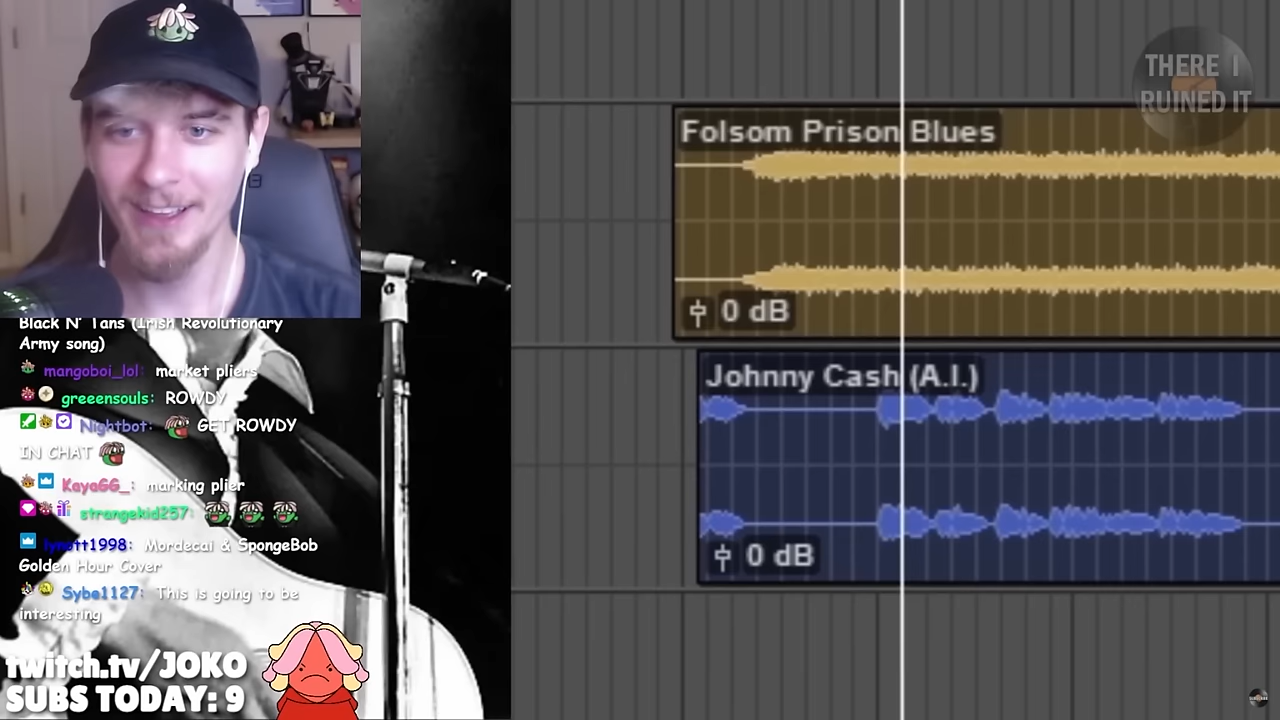 THERE I
RUINED IT
Folsom Prison Blues
0 dB
Johnny Cash (A.I.)
0 dB
Black N' Tans (Irish Revolutionary
Army song)
mangoboi_lol: market pliers
greeensouls: ROWDY
Nightbot: GET ROWDY
IN CHAT
KayaGG_: marking plier
strangekid257:
lynott1998: Mordecai & SpongeBob
Golden Hour Cover
Sybe1127: This is going to be
interesting
twitch.tv/JOKO
SUBS TODAY: 9